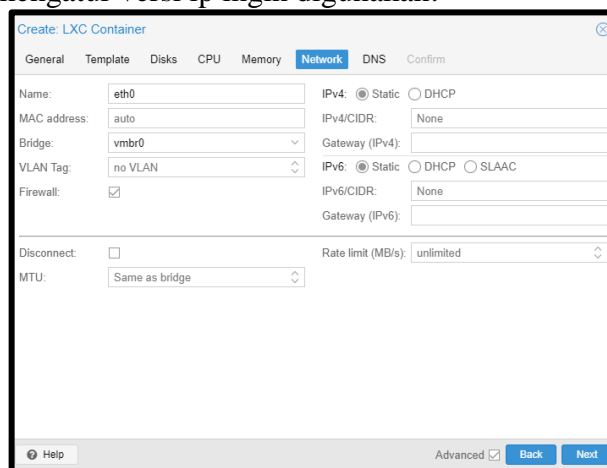 versi ip ingin digunakan.
Create: LXC Container
General Template Disks CPU Memory Network DNS Confirm
Name: eth0
MAC address: auto
Bridge: vmbr0
VLAN Tag: no VLAN
Firewall:
IPv4: Static DHCP
IPv4/CIDR: None
Gateway (IPv4):
IPv6: Static DHCP SLAAC
IPv6/CIDR: None
Gateway (IPv6):
Disconnect:
MTU: Same as bridge
Rate limit (MB/s): unlimited
Help Advanced Back Next